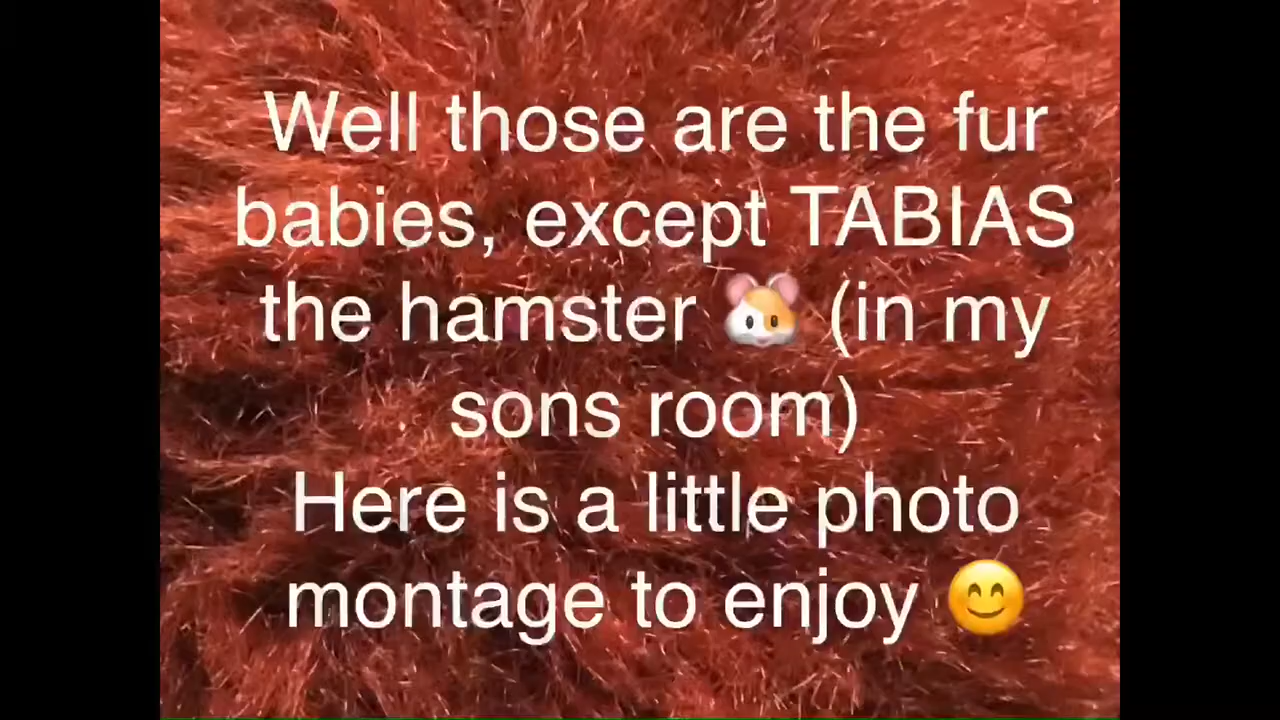 Well those are the fur
babies, except TABIAS
the hamster 🐹 (in my
sons room)
Here is a little photo
montage to enjoy 😊